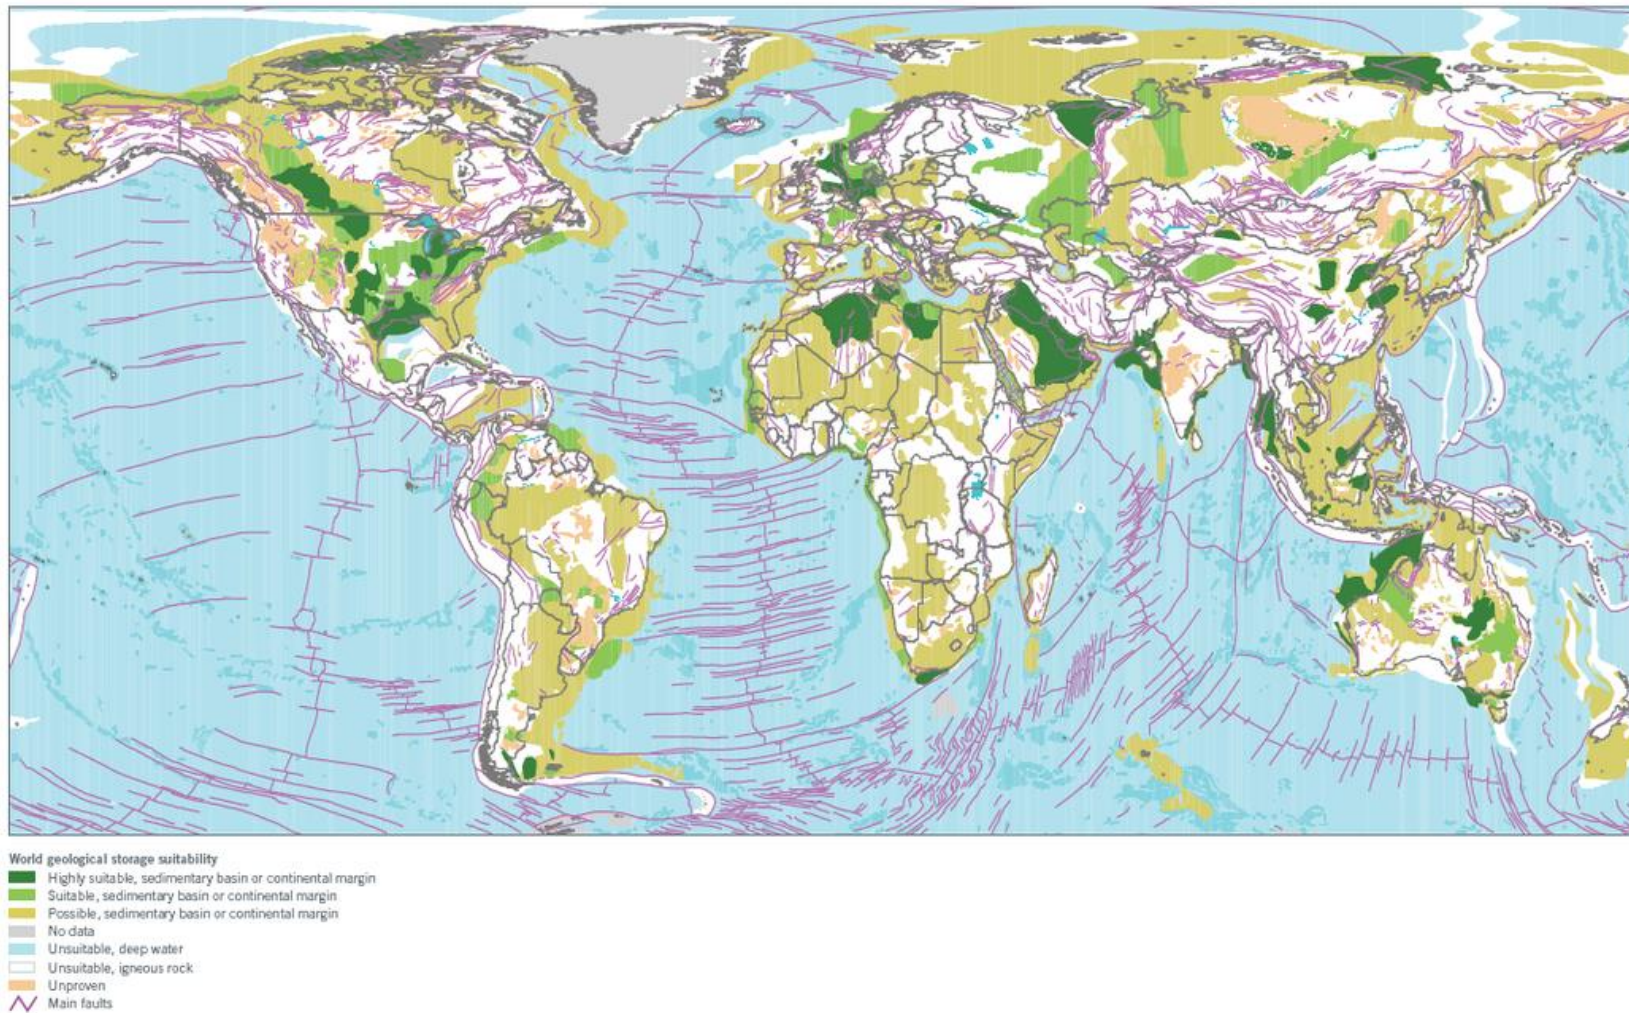 World geological storage suitability
Highly suitable, sedimentary basin or continental margin
Suitable, sedimentary basin or continental margin
Possible, sedimentary basin or continental margin
No data
Unsuitable, deep water
Unsuitable, igneous rock
Unproven
Main faults